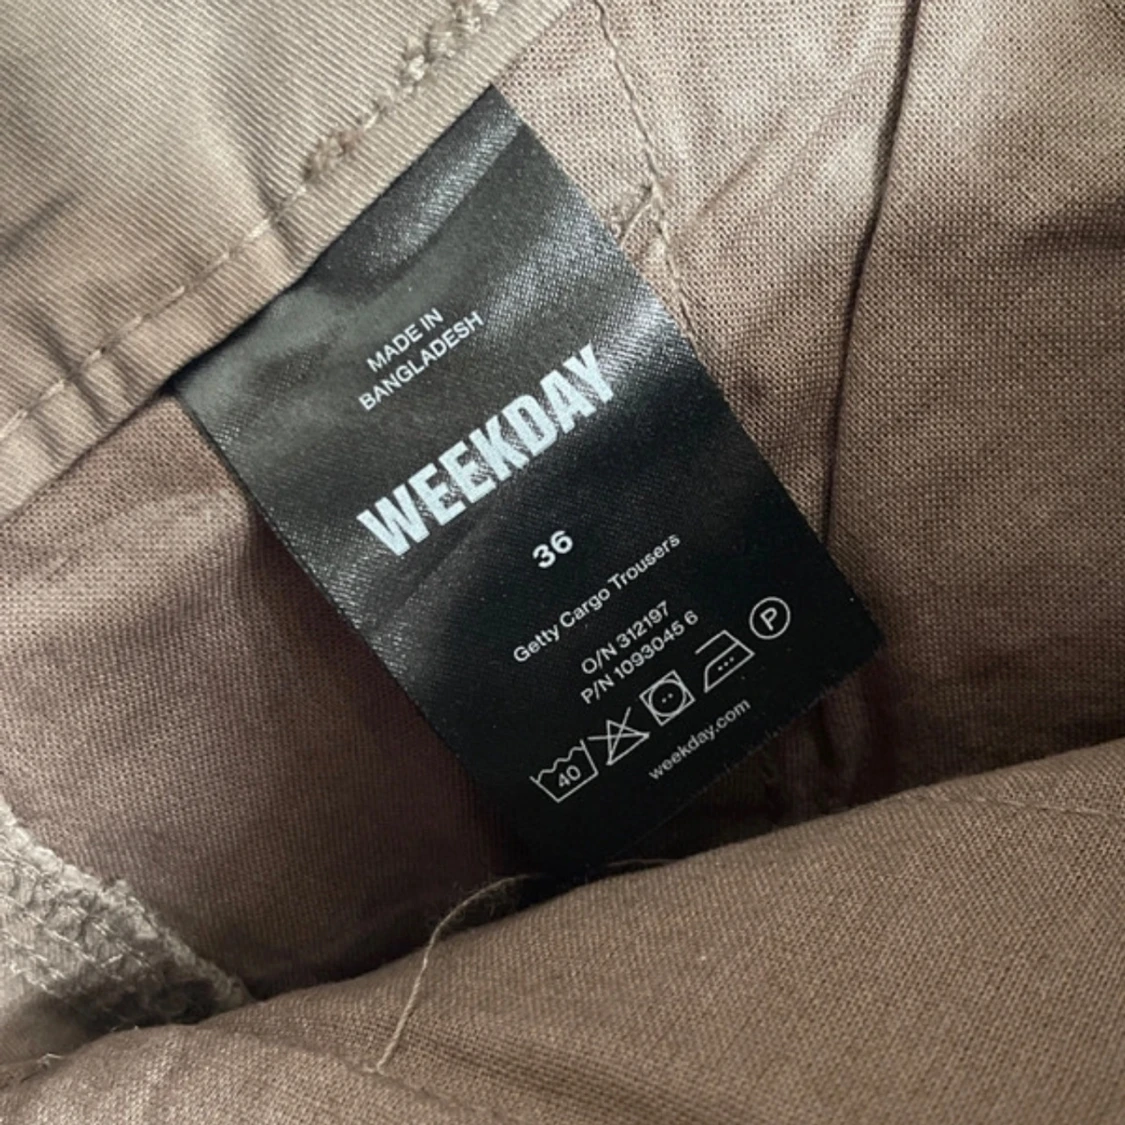 MADE IN
BANGLADESH
WEEKDAY
36
Getty Cargo Trousers
O/N 312197
P/N 1093045 6
P
40
weekday.com